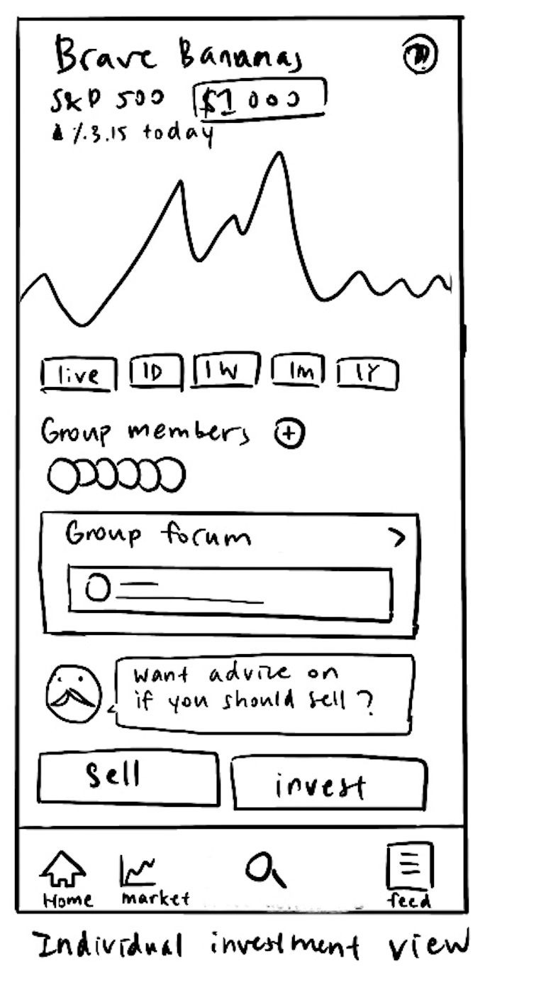 Brave Bananas
S&P 500 $1000
▲ %3.15 today
live 1D 1W 1M 1Y
Group members +
Group forum >
Want advize on
if you should sell?
Sell invest
Home market feed
Individual investment view